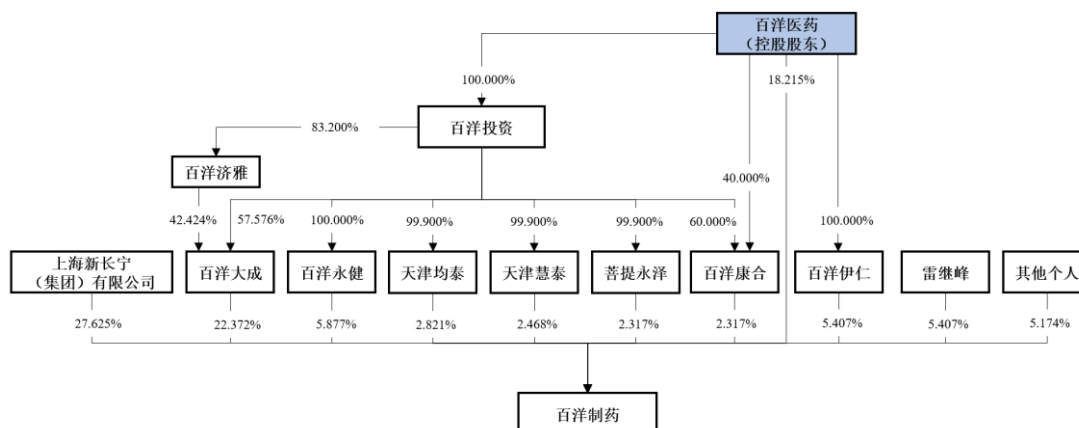 百洋医药
（控股股东）
100.000%
18.215%
百洋投资
83.200%
百洋济雅
40.000%
42.424%
57.576%
100.000%
99.900%
99.900%
99.900%
60.000%
100.000%
上海新长宁
（集团）有限公司
百洋大成
百洋永健
天津均泰
天津慧泰
菩提永泽
百洋康合
百洋伊仁
雷继峰
其他个人
27.625%
22.372%
5.877%
2.821%
2.468%
2.317%
2.317%
5.407%
5.407%
5.174%
百洋制药